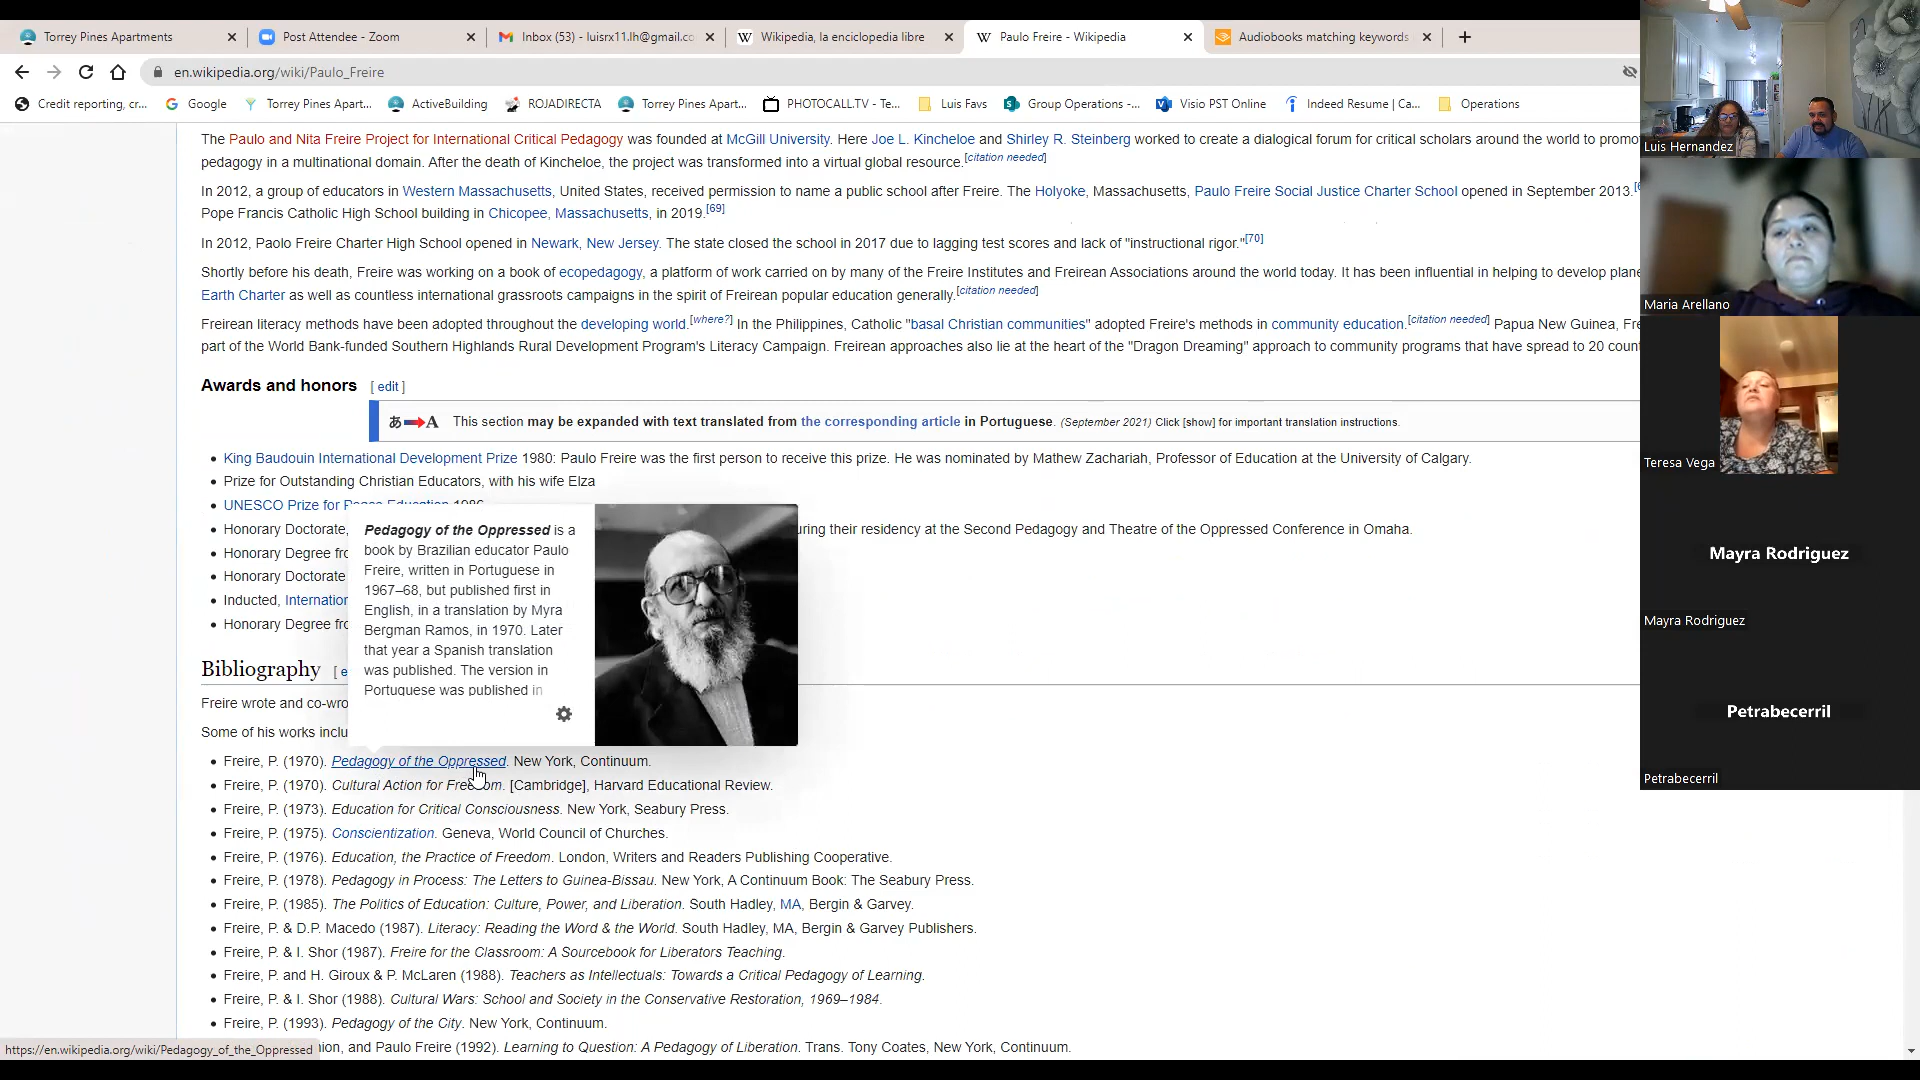 Torrey Pines Apartments
Post Attendee - Zoom
Inbox (53) - luisrx11.lh@gmail.co
Wikipedia, la enciclopedia libre
Paulo Freire - Wikipedia
Audiobooks matching keywords
en.wikipedia.org/wiki/Paulo_Freire
Credit reporting, cr...
Google
Torrey Pines Apart...
ActiveBuilding
ROJADIRECTA
Torrey Pines Apart...
PHOTOCALL.TV - Te...
Luis Favs
Group Operations -...
Visio PST Online
Indeed Resume | Ca...
Operations
The Paulo and Nita Freire Project for International Critical Pedagogy was founded at McGill University. Here Joe L. Kincheloe and Shirley R. Steinberg worked to create a dialogical forum for critical scholars around the world to promo
pedagogy in a multinational domain. After the death of Kincheloe, the project was transformed into a virtual global resource.[citation needed]
In 2012, a group of educators in Western Massachusetts, United States, received permission to name a public school after Freire. The Holyoke, Massachusetts, Paulo Freire Social Justice Charter School opened in September 2013.
Pope Francis Catholic High School building in Chicopee, Massachusetts, in 2019.[69]
In 2012, Paolo Freire Charter High School opened in Newark, New Jersey. The state closed the school in 2017 due to lagging test scores and lack of "instructional rigor."[70]
Shortly before his death, Freire was working on a book of ecopedagogy, a platform of work carried on by many of the Freire Institutes and Freirean Associations around the world today. It has been influential in helping to develop plane
Earth Charter as well as countless international grassroots campaigns in the spirit of Freirean popular education generally.[citation needed]
Freirean literacy methods have been adopted throughout the developing world.[where?] In the Philippines, Catholic "basal Christian communities" adopted Freire's methods in community education.[citation needed] Papua New Guinea, Fre
part of the World Bank-funded Southern Highlands Rural Development Program's Literacy Campaign. Freirean approaches also lie at the heart of the "Dragon Dreaming" approach to community programs that have spread to 20 coun
Awards and honors [ edit ]
あ A This section may be expanded with text translated from the corresponding article in Portuguese. (September 2021) Click [show] for important translation instructions.
• King Baudouin International Development Prize 1980: Paulo Freire was the first person to receive this prize. He was nominated by Mathew Zachariah, Professor of Education at the University of Calgary.
• Prize for Outstanding Christian Educators, with his wife Elza
• UNESCO Prize for Peace Education 1986
• Honorary Doctorate, uring their residency at the Second Pedagogy and Theatre of the Oppressed Conference in Omaha.
• Honorary Degree fro
• Honorary Doctorate
• Inducted, Internation
• Honorary Degree fro
Pedagogy of the Oppressed is a
book by Brazilian educator Paulo
Freire, written in Portuguese in
1967–68, but published first in
English, in a translation by Myra
Bergman Ramos, in 1970. Later
that year a Spanish translation
was published. The version in
Portuguese was published in
Bibliography [ e
Freire wrote and co-wro
Some of his works inclu
• Freire, P. (1970). Pedagogy of the Oppressed. New York, Continuum.
• Freire, P. (1970). Cultural Action for Freedom. [Cambridge], Harvard Educational Review.
• Freire, P. (1973). Education for Critical Consciousness. New York, Seabury Press.
• Freire, P. (1975). Conscientization. Geneva, World Council of Churches.
• Freire, P. (1976). Education, the Practice of Freedom. London, Writers and Readers Publishing Cooperative.
• Freire, P. (1978). Pedagogy in Process: The Letters to Guinea-Bissau. New York, A Continuum Book: The Seabury Press.
• Freire, P. (1985). The Politics of Education: Culture, Power, and Liberation. South Hadley, MA, Bergin & Garvey.
• Freire, P. & D.P. Macedo (1987). Literacy: Reading the Word & the World. South Hadley, MA, Bergin & Garvey Publishers.
• Freire, P. & I. Shor (1987). Freire for the Classroom: A Sourcebook for Liberators Teaching.
• Freire, P. and H. Giroux & P. McLaren (1988). Teachers as Intellectuals: Towards a Critical Pedagogy of Learning.
• Freire, P. & I. Shor (1988). Cultural Wars: School and Society in the Conservative Restoration, 1969–1984.
• Freire, P. (1993). Pedagogy of the City. New York, Continuum.
nion, and Paulo Freire (1992). Learning to Question: A Pedagogy of Liberation. Trans. Tony Coates, New York, Continuum.
https://en.wikipedia.org/wiki/Pedagogy_of_the_Oppressed
Luis Hernandez
Maria Arellano
Teresa Vega
Mayra Rodriguez
Mayra Rodriguez
Petrabecerril
Petrabecerril